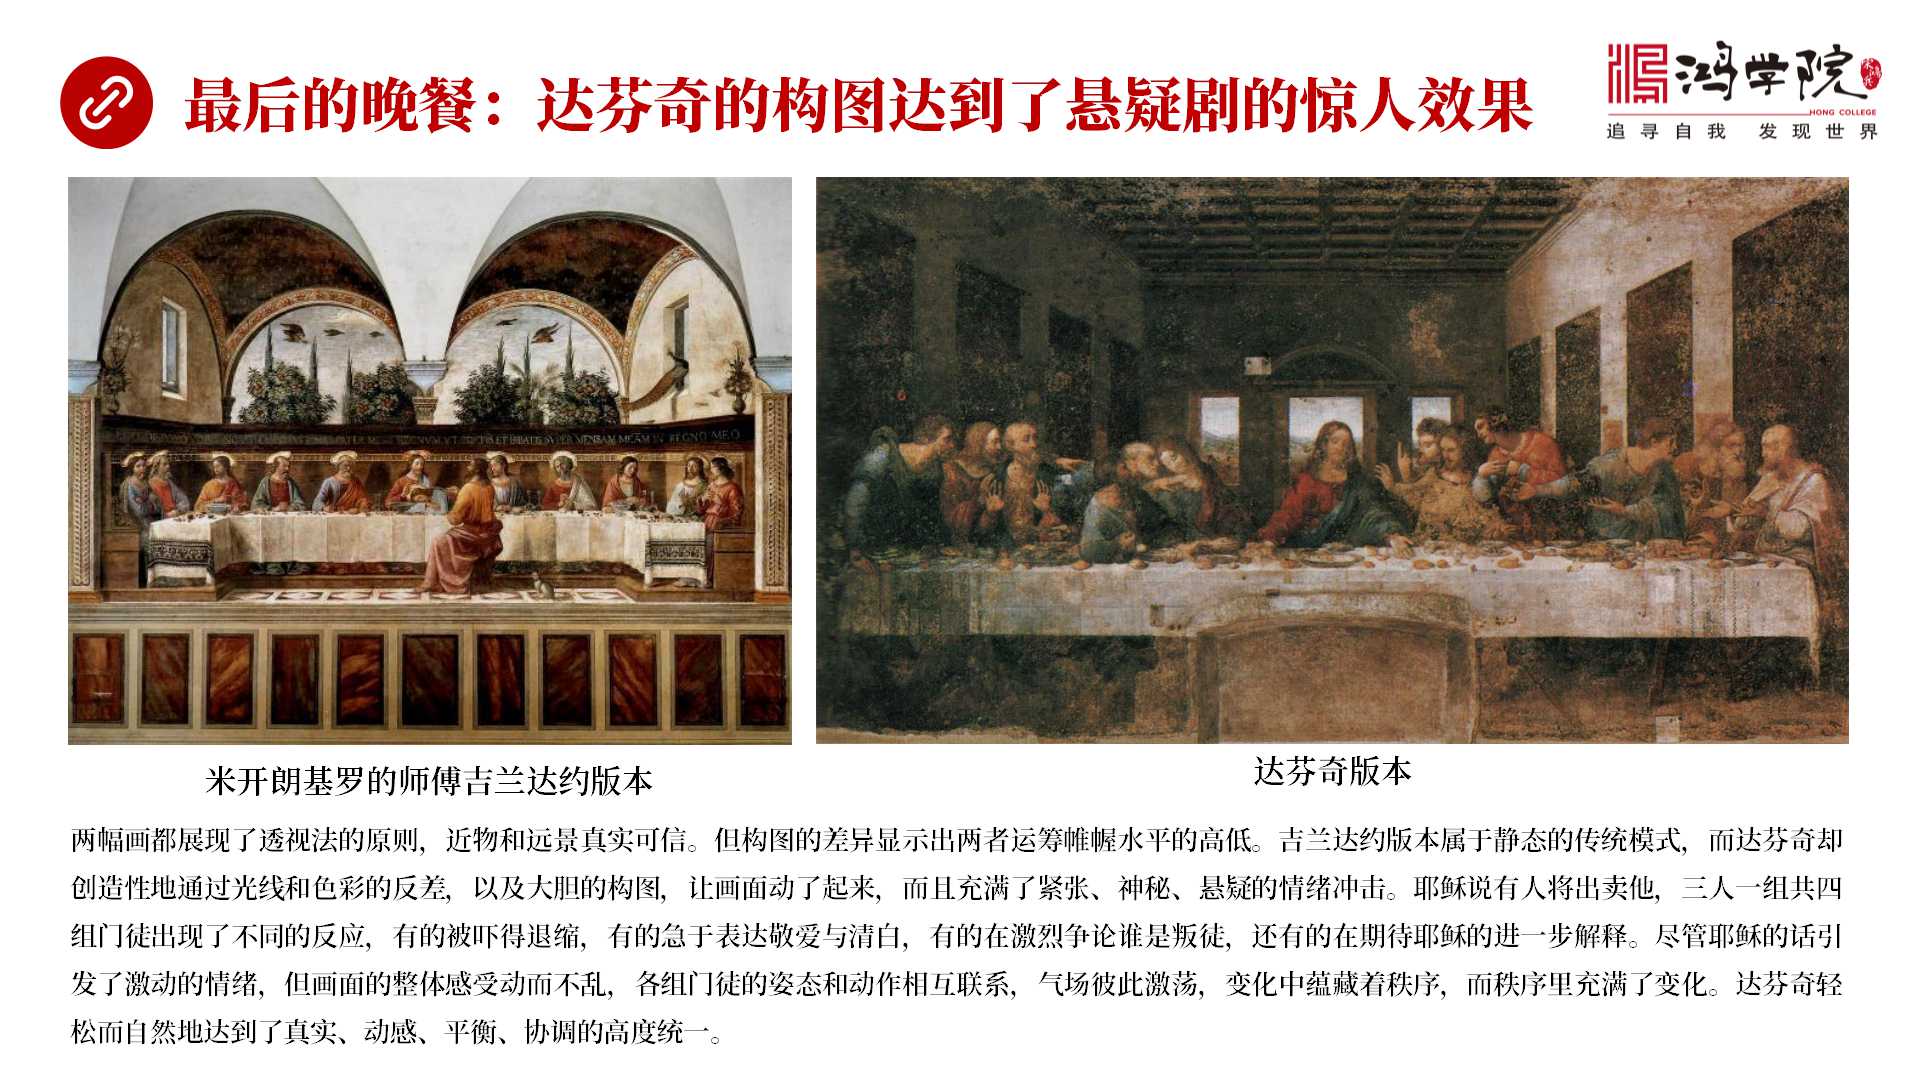 最后的晚餐：达芬奇的构图达到了悬疑剧的惊人效果
鸿学院
HONG COLLEGE
追寻自我 发现世界
米开朗基罗的师傅吉兰达约版本
达芬奇版本
两幅画都展现了透视法的原则，近物和远景真实可信。但构图的差异显示出两者运筹帷幄水平的高低。吉兰达约版本属于静态的传统模式，而达芬奇却
创造性地通过光线和色彩的反差，以及大胆的构图，让画面动了起来，而且充满了紧张、神秘、悬疑的情绪冲击。耶稣说有人将出卖他，三人一组共四
组门徒出现了不同的反应，有的被吓得退缩，有的急于表达敬爱与清白，有的在激烈争论谁是叛徒，还有的在期待耶稣的进一步解释。尽管耶稣的话引
发了激动的情绪，但画面的整体感受动而不乱，各组门徒的姿态和动作相互联系，气场彼此激荡，变化中蕴藏着秩序，而秩序里充满了变化。达芬奇轻
松而自然地达到了真实、动感、平衡、协调的高度统一。